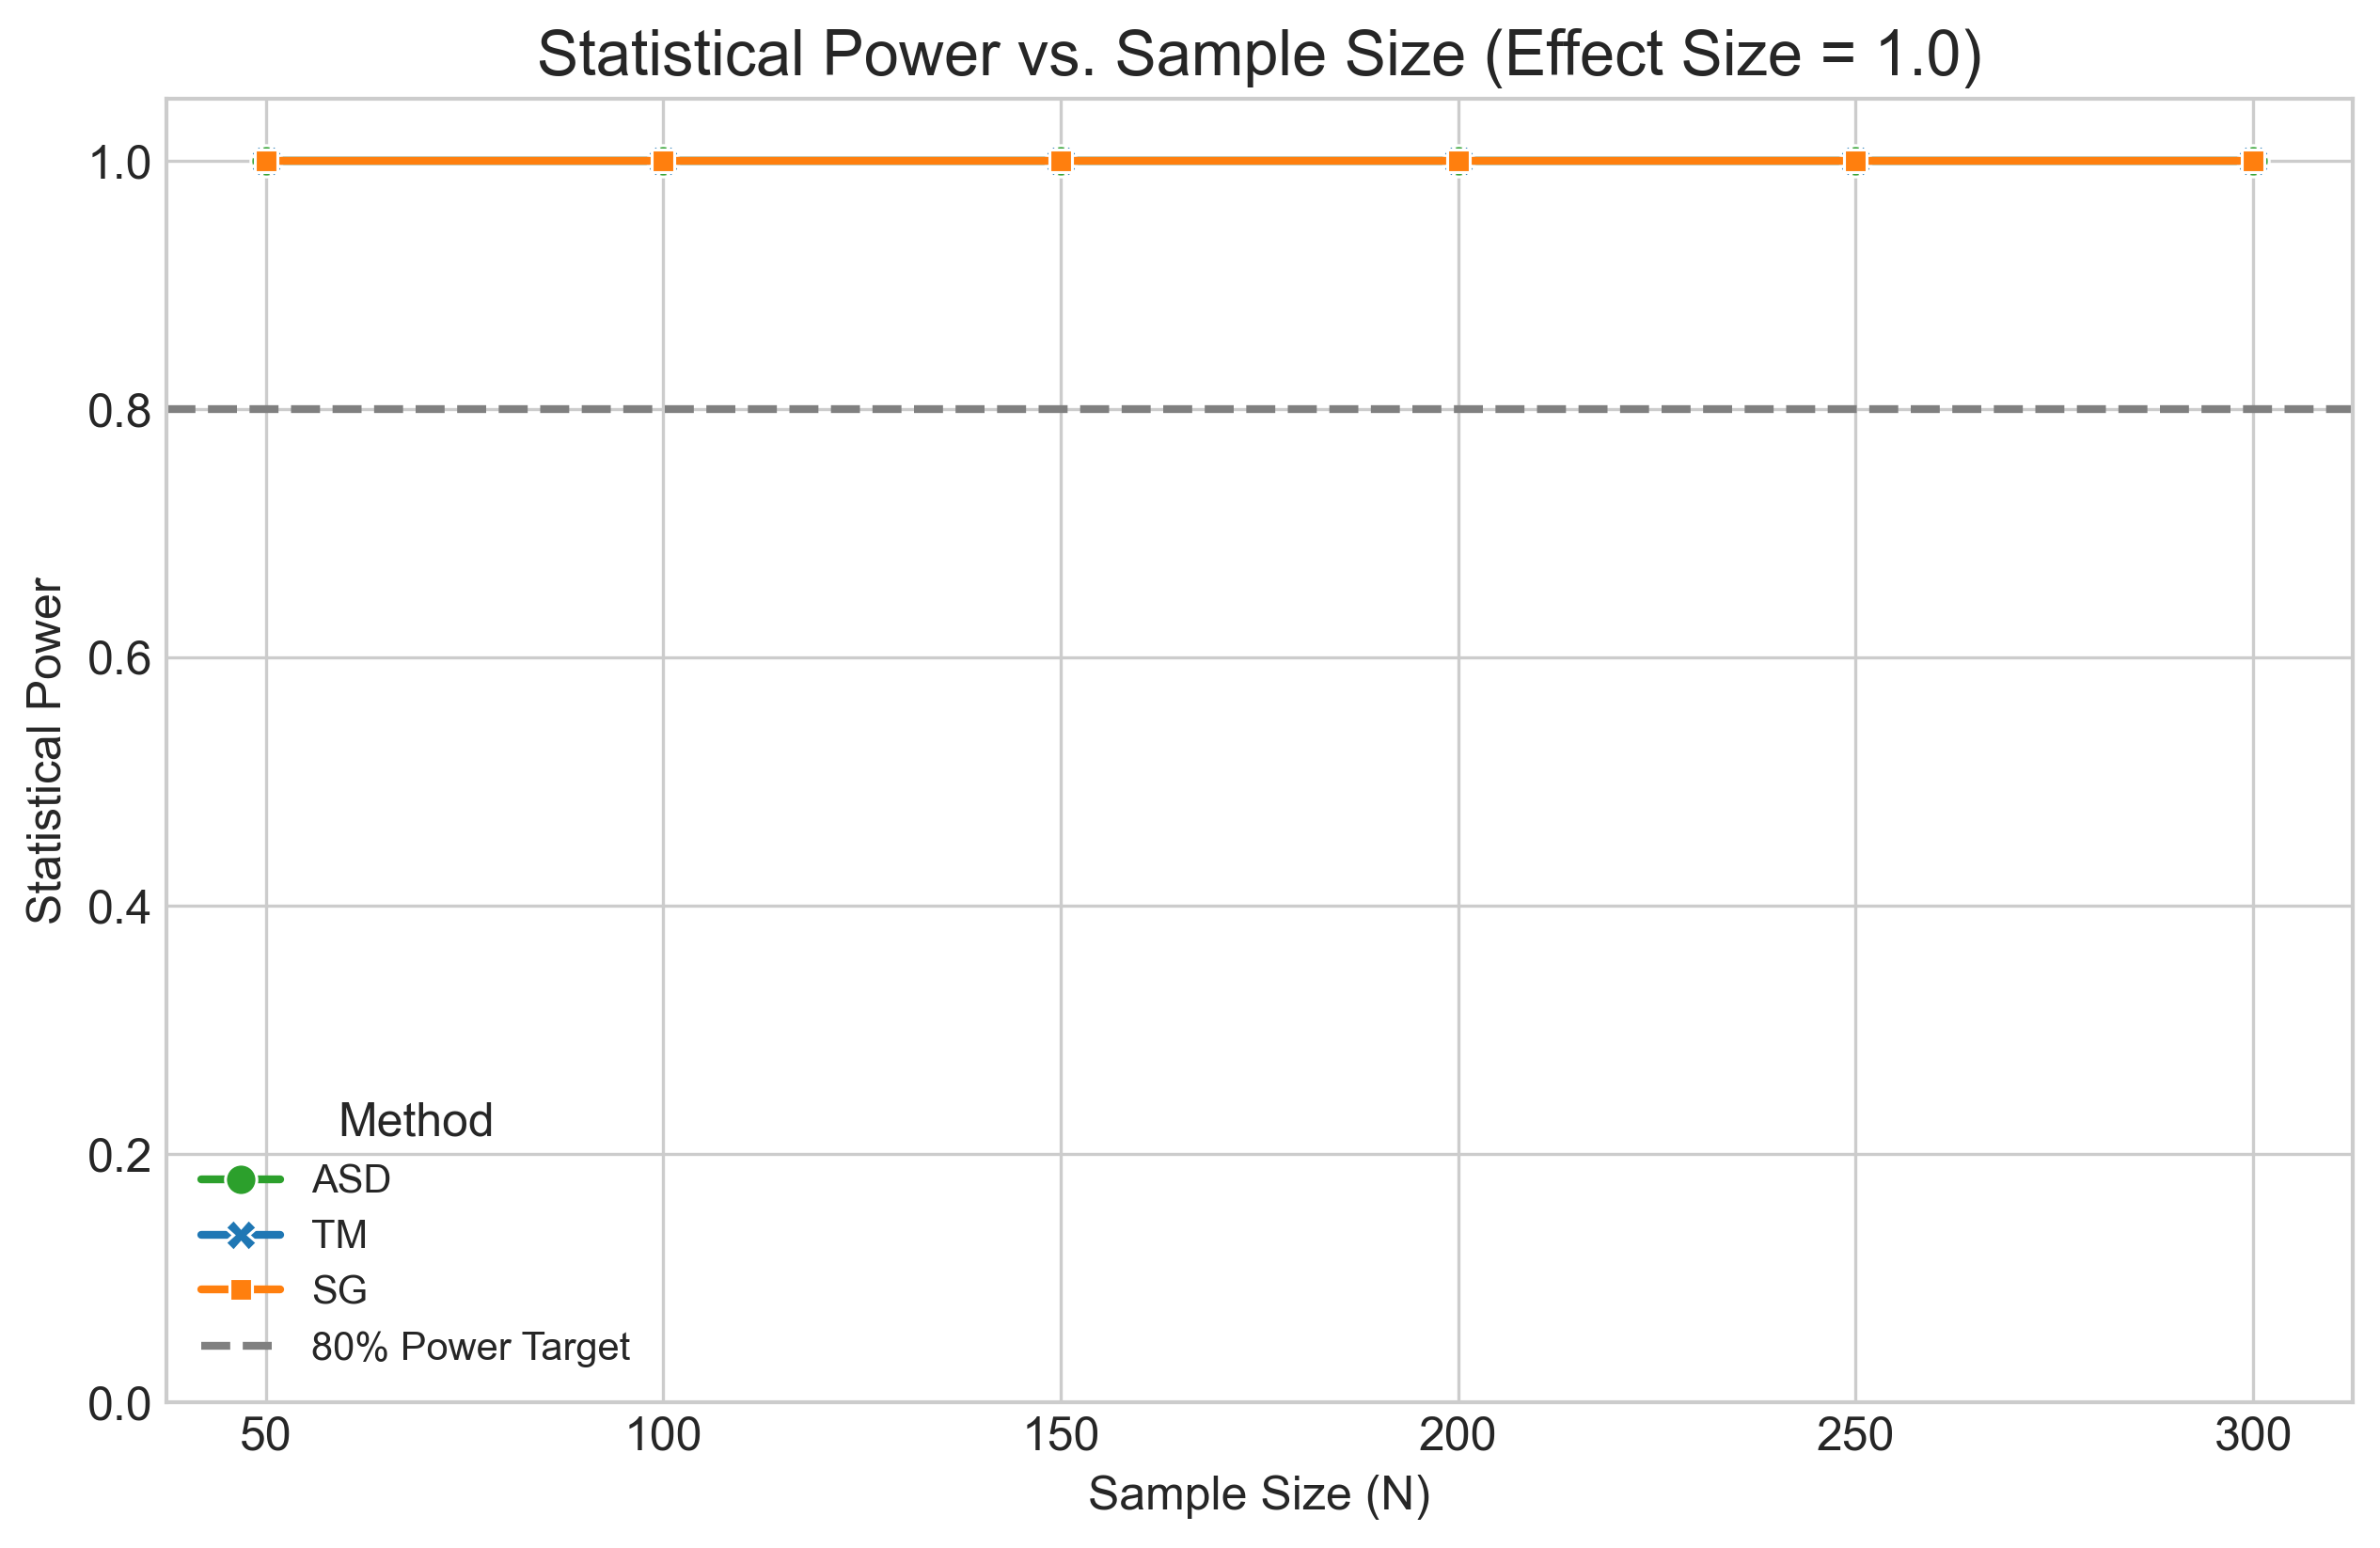 Statistical Power vs. Sample Size (Effect Size = 1.0)
1.0
0.8
0.6
0.4
0.2
0.0
Statistical Power
Method
ASD
TM
SG
80% Power Target
50 100 150 200 250 300
Sample Size (N)